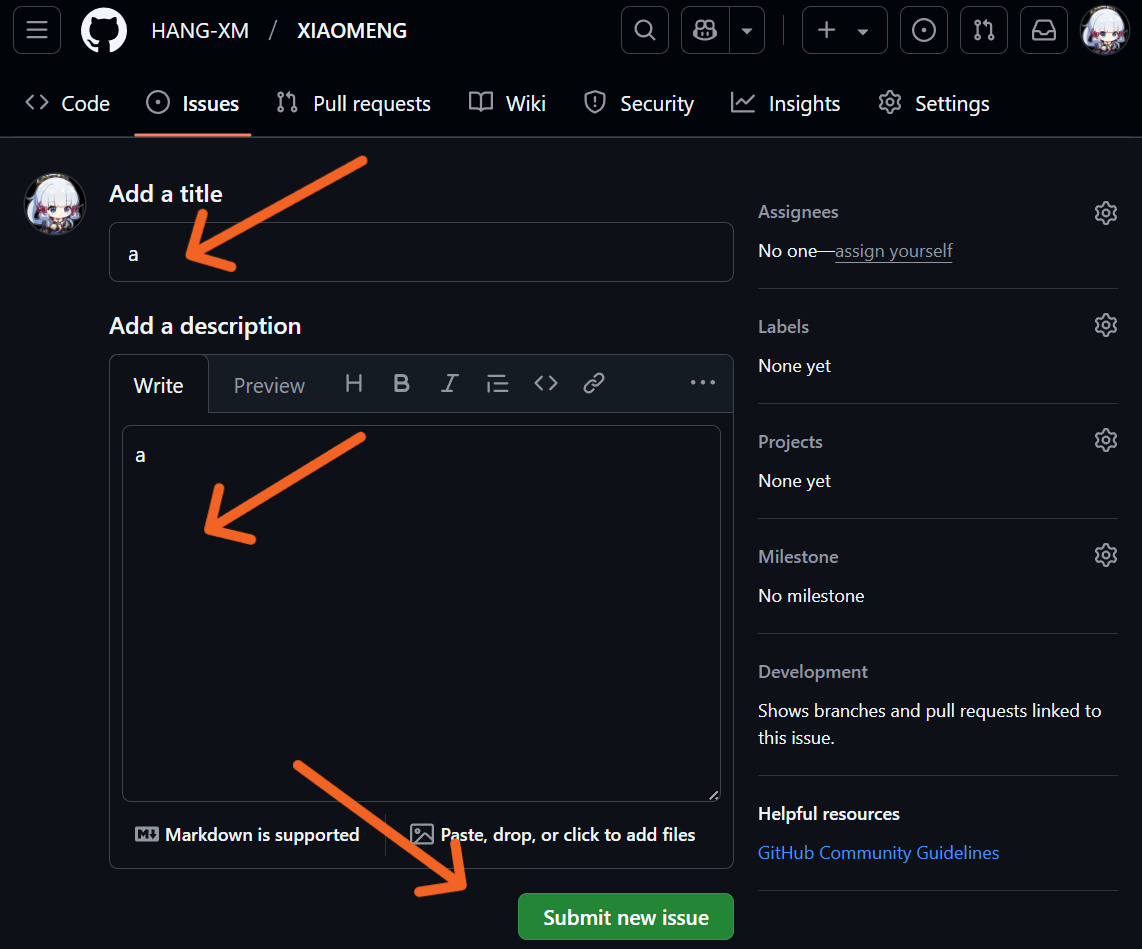 HANG-XM / XIAOMENG
Code Issues Pull requests Wiki Security Insights Settings
Add a title
a
Add a description
Write Preview H B I
a
Markdown is supported
Paste, drop, or click to add files
Submit new issue
Assignees
No one—assign yourself
Labels
None yet
Projects
None yet
Milestone
No milestone
Development
Shows branches and pull requests linked to
this issue.
Helpful resources
GitHub Community Guidelines